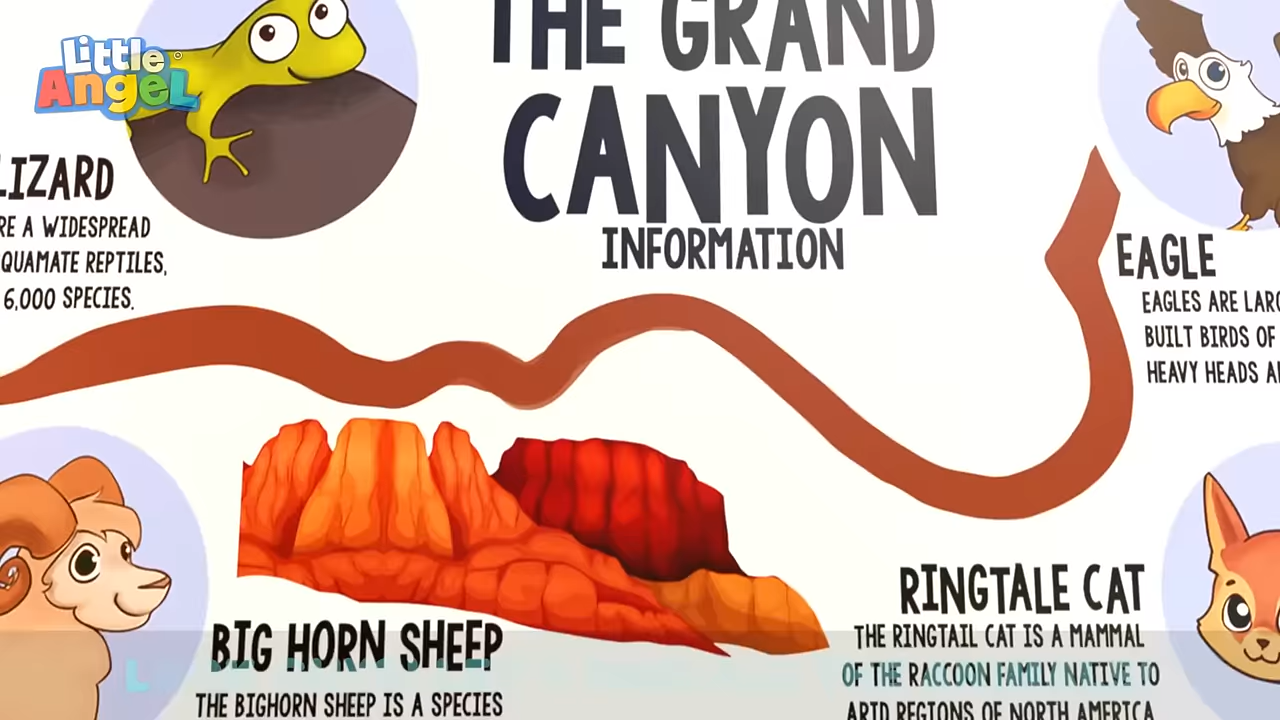 Little
Angel
THE GRAND
CANYON
INFORMATION
LIZARD
RE A WIDESPREAD
QUAMATE REPTILES,
6,000 SPECIES.
EAGLE
EAGLES ARE LARG
BUILT BIRDS OF
HEAVY HEADS A
BIG HORN SHEEP
THE BIGHORN SHEEP IS A SPECIES
RINGTALE CAT
THE RINGTAIL CAT IS A MAMMAL
OF THE RACCOON FAMILY NATIVE TO
ARID REGIONS OF NORTH AMERICA.